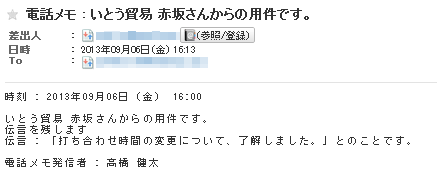 電話メモ：いとう貿易 赤坂さんからの用件です。
差出人 ： (参照/登録)
日時 ： 2013年09月06日(金) 16:13
To ：
時刻 ： 2013年09月06日 （金） 16:00
いとう貿易 赤坂さんからの用件です。
伝言を残します
伝言 ： 「打ち合わせ時間の変更について、了解しました。」とのことです。
電話メモ発信者 ： 高橋 健太